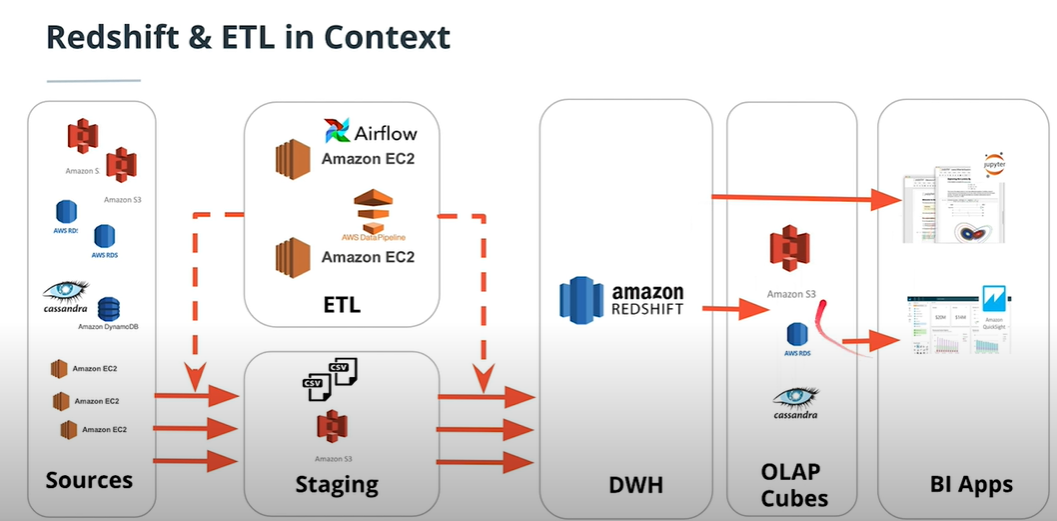 Redshift & ETL in Context
Amazon S
Amazon S3
AWS RD
AWS RDS
cassandra
Amazon DynamoDB
Amazon EC2
Amazon EC2
Amazon EC2
Sources
Airflow
Amazon EC2
AWS Data Pipeline
Amazon EC2
ETL
CSV
CSV
Amazon S3
Staging
amazon
REDSHIFT
DWH
Amazon S3
AWS RDS
cassandra
OLAP
Cubes
jupyter
Amazon
QuickSight
BI Apps